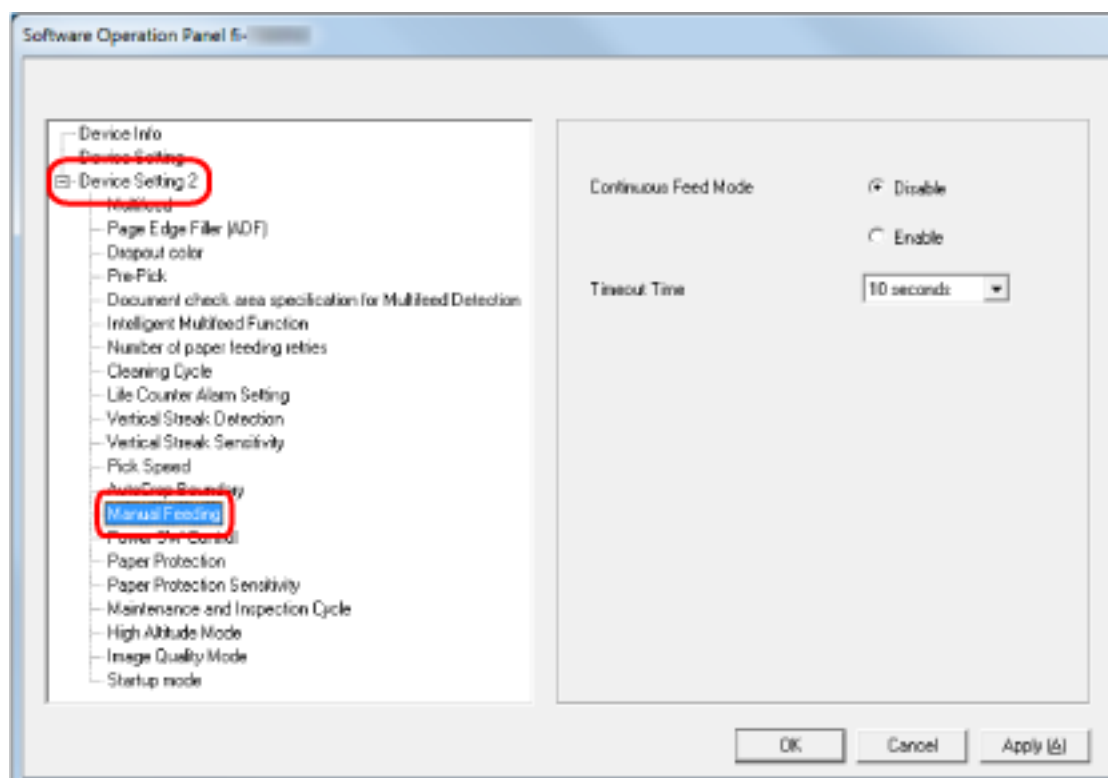 Software Operation Panel fi-
Device Info
Device Setting
Device Setting 2
Multifeed
Page Edge Filler (ADF)
Dropout color
Pre-Pick
Document check area specification for Multifeed Detection
Intelligent Multifeed Function
Number of paper feeding retries
Cleaning Cycle
Life Counter Alarm Setting
Vertical Streak Detection
Vertical Streak Sensitivity
Pick Speed
AutoCrop Boundary
Manual Feeding
Power SW Control
Paper Protection
Paper Protection Sensitivity
Maintenance and Inspection Cycle
High Altitude Mode
Image Quality Mode
Startup mode
Continuous Feed Mode
Disable
Enable
Timeout Time
10 seconds
OK
Cancel
Apply (A)